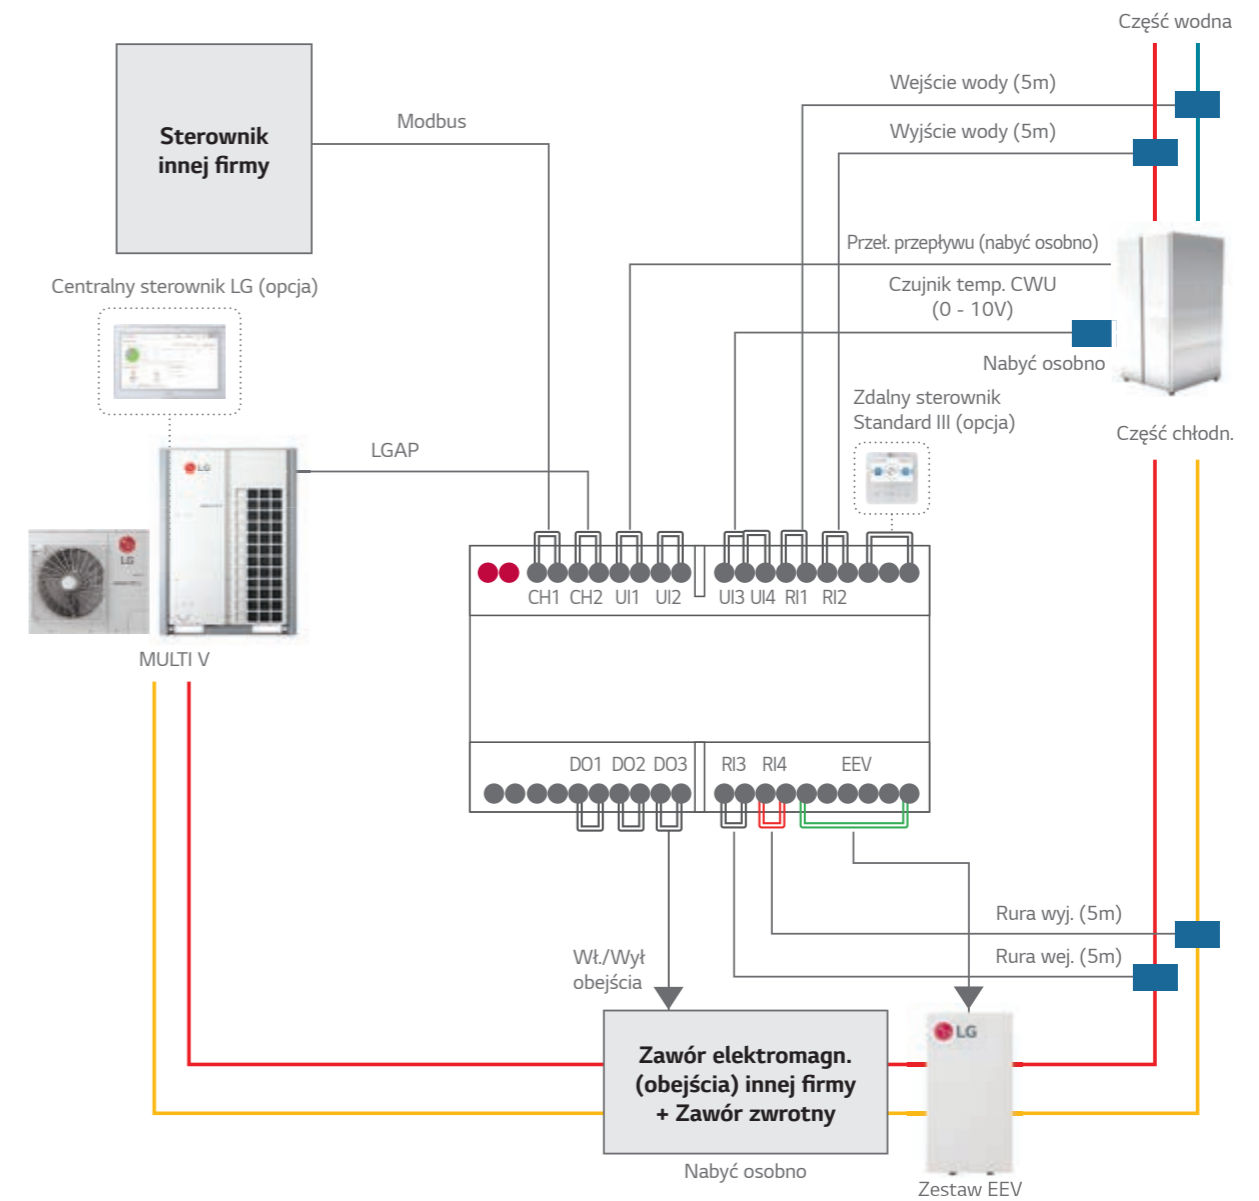 Część wodna
Wejście wody (5m)
Modbus
Wyjście wody (5m)
Sterownik
innej firmy
Przeł. przepływu (nabyć osobno)
Centralny sterownik LG (opcja)
Czujnik temp. CWU
(0 - 10V)
Nabyć osobno
Zdalny sterownik
Standard III (opcja)
Część chłodn.
LGAP
LG
LG
MULTI V
CH1 CH2 UI1 UI2 UI3 UI4 RI1 RI2
DO1 DO2 DO3 RI3 RI4 EEV
Rura wyj. (5m)
Wł./Wył
obejścia
Rura wej. (5m)
LG
Zawór elektromagn.
(obejścia) innej firmy
+ Zawór zwrotny
Nabyć osobno
Zestaw EEV